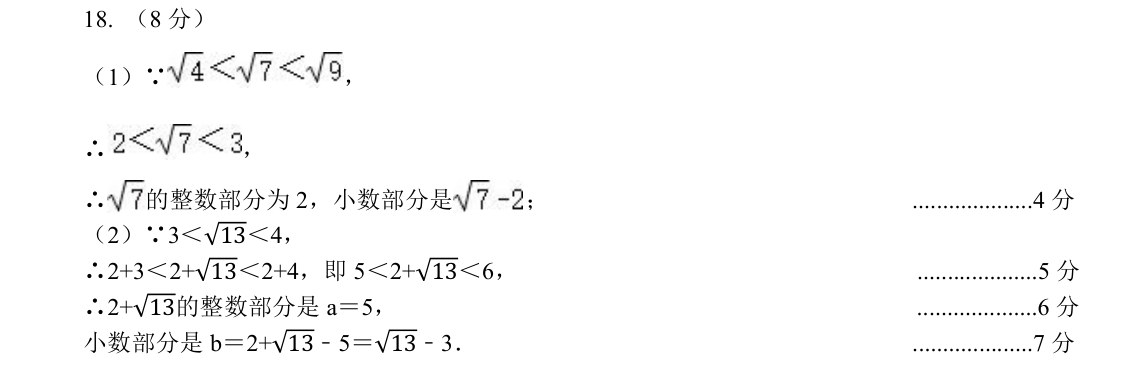 18. （8 分）
（1）∵√4＜√7＜√9，
∴ 2＜√7＜3，
∴√7的整数部分为 2，小数部分是√7 -2； ....................4 分
（2）∵3＜√13＜4，
∴2+3＜2+√13＜2+4，即 5＜2+√13＜6， ....................5 分
∴2+√13的整数部分是 a＝5， ....................6 分
小数部分是 b＝2+√13﹣5＝√13﹣3． ....................7 分